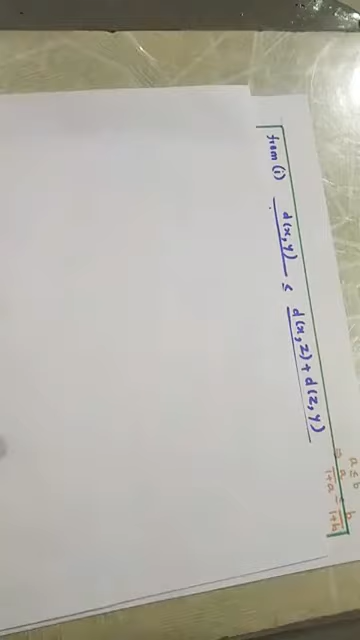 from (i) d(x,y) ≤ d(x,z) + d(z,y)
a ≤ b
⇒ a/1+a ≤ b/1+b